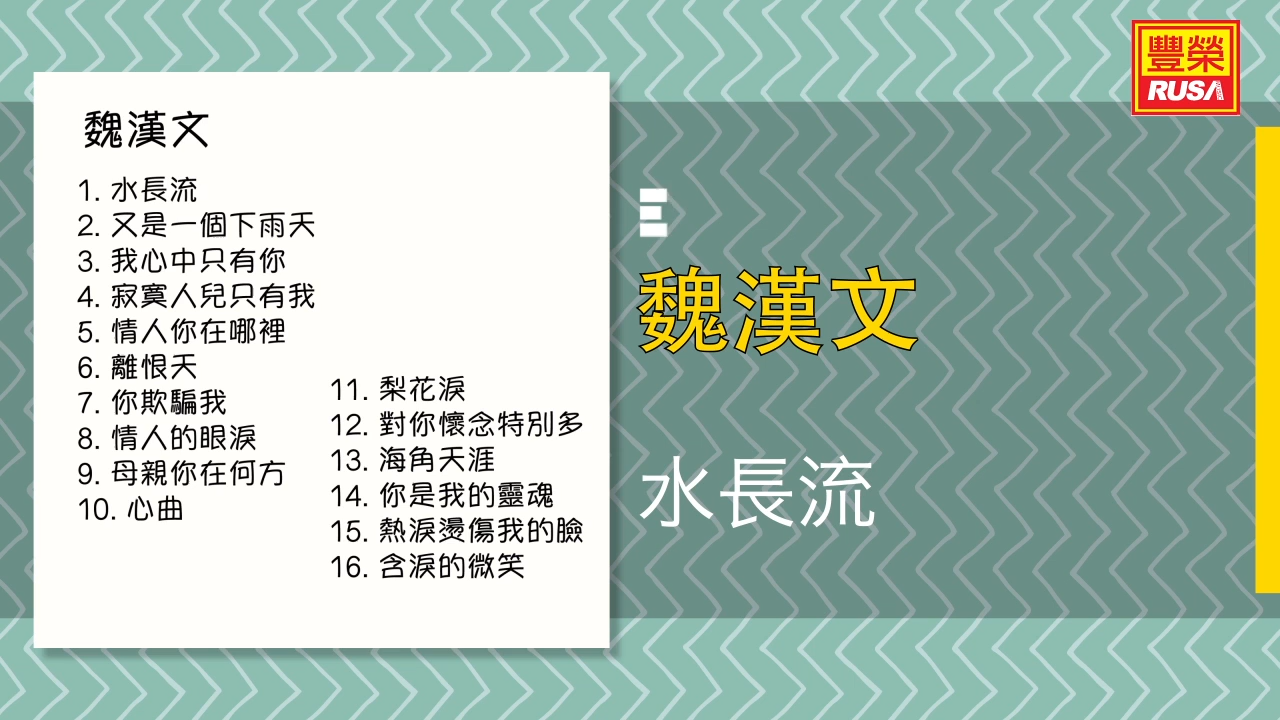 魏漢文
1. 水長流
2. 又是一個下雨天
3. 我心中只有你
4. 寂寞人兒只有我
5. 情人你在哪裡
6. 離恨天
7. 你欺騙我
8. 情人的眼淚
9. 母親你在何方
10. 心曲
11. 梨花淚
12. 對你懷念特別多
13. 海角天涯
14. 你是我的靈魂
15. 熱淚燙傷我的臉
16. 含淚的微笑
豐榮
RUSA
魏漢文
水長流